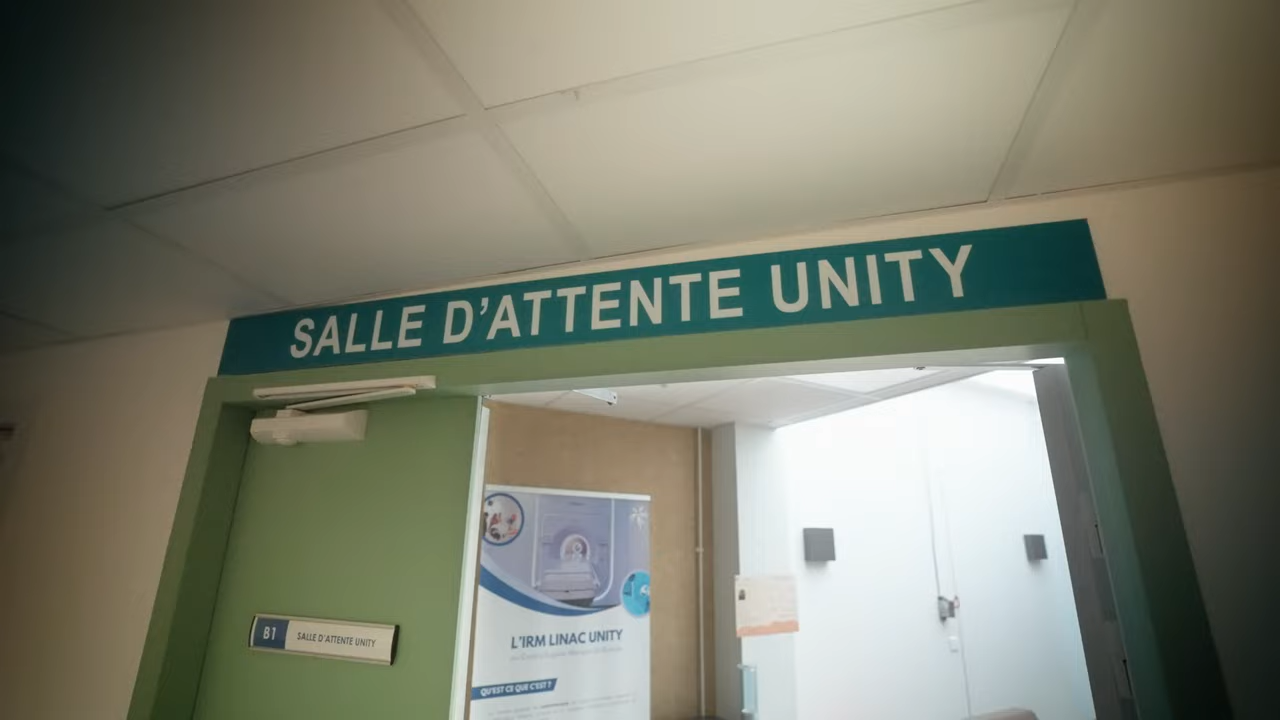 SALLE D'ATTENTE UNITY
B1 SALLE D'ATTENTE UNITY
L'IRM LINAC UNITY
QU'EST CE QUE C'EST ?